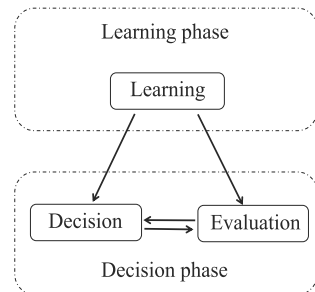 Learning phase
Learning
Decision
Evaluation
Decision phase